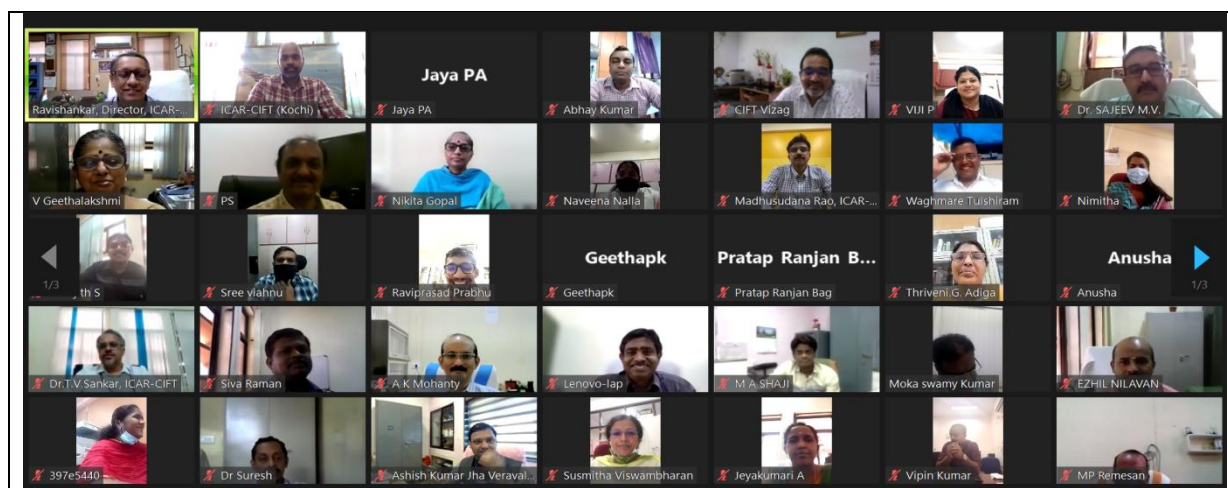 Ravishankar, Director, ICAR-...
ICAR-CIFT (Kochi)
Jaya PA
Jaya PA
Abhay Kumar
CIFT Vizag
VIJI P
Dr. SAJEEV M.V.
V Geethalakshmi
PS
Nikita Gopal
Naveena Nalla
Madhusudana Rao, ICAR-...
Waghmare Tulshiram
Nimitha
1/3
th S
Sree viahnu
Raviprasad Prabhu
Geethapk
Geethapk
Pratap Ranjan B...
Pratap Ranjan Bag
Thriveni.G. Adiga
Anusha
Anusha
1/3
Dr.T.V.Sankar, ICAR-CIFT
Siva Raman
A K Mohanty
Lenovo-lap
M A SHAJI
Moka swamy Kumar
EZHIL NILAVAN
397e5440
Dr Suresh
Ashish Kumar Jha Veraval...
Susmitha Viswambharan
Jeyakumari A
Vipin Kumar
MP Remesan